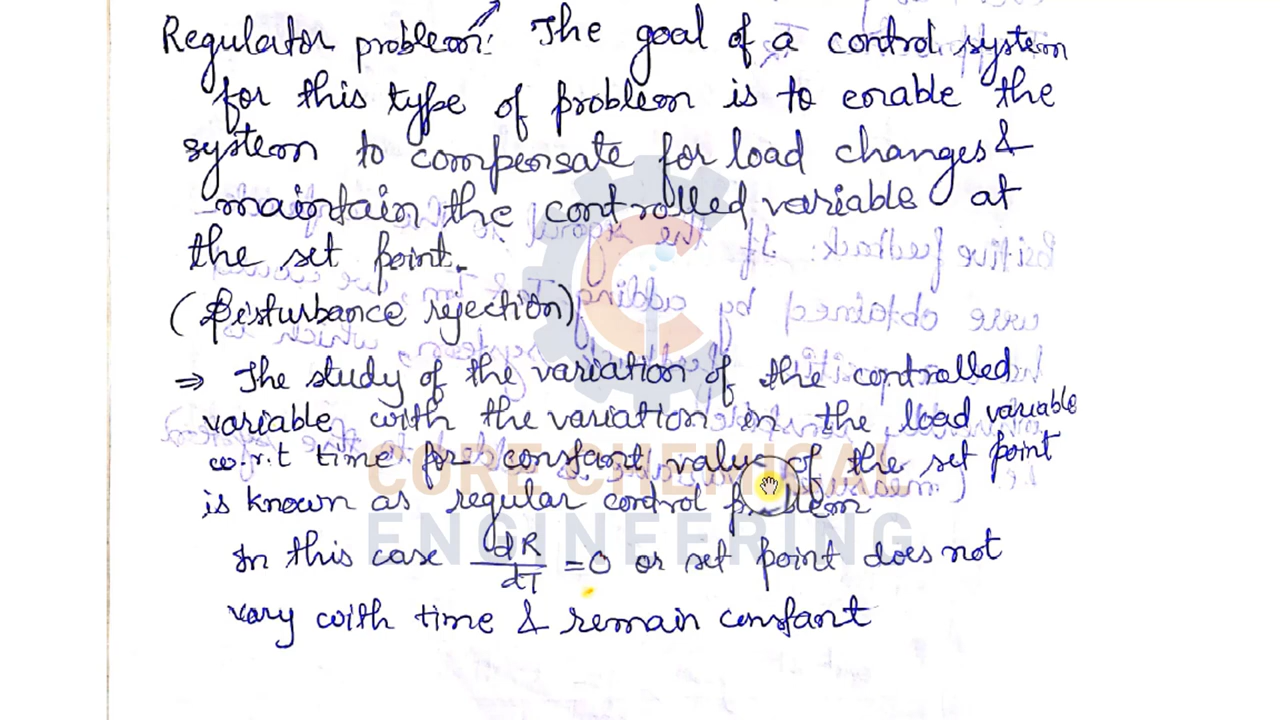 Regulator problem: The goal of a control system
for this type of problem is to enable the
system to compensate for load changes &
maintain the controlled variable at
the set point.
(Disturbance rejection)
⇒ The study of the variation of the controlled
variable with the variation in the load variable
w.r.t time for constant value of the set point
is known as regular control problem
In this case dR/dT = 0 or set point does not
vary with time & remain constant
CORE CHEMICAL
ENGINEERING